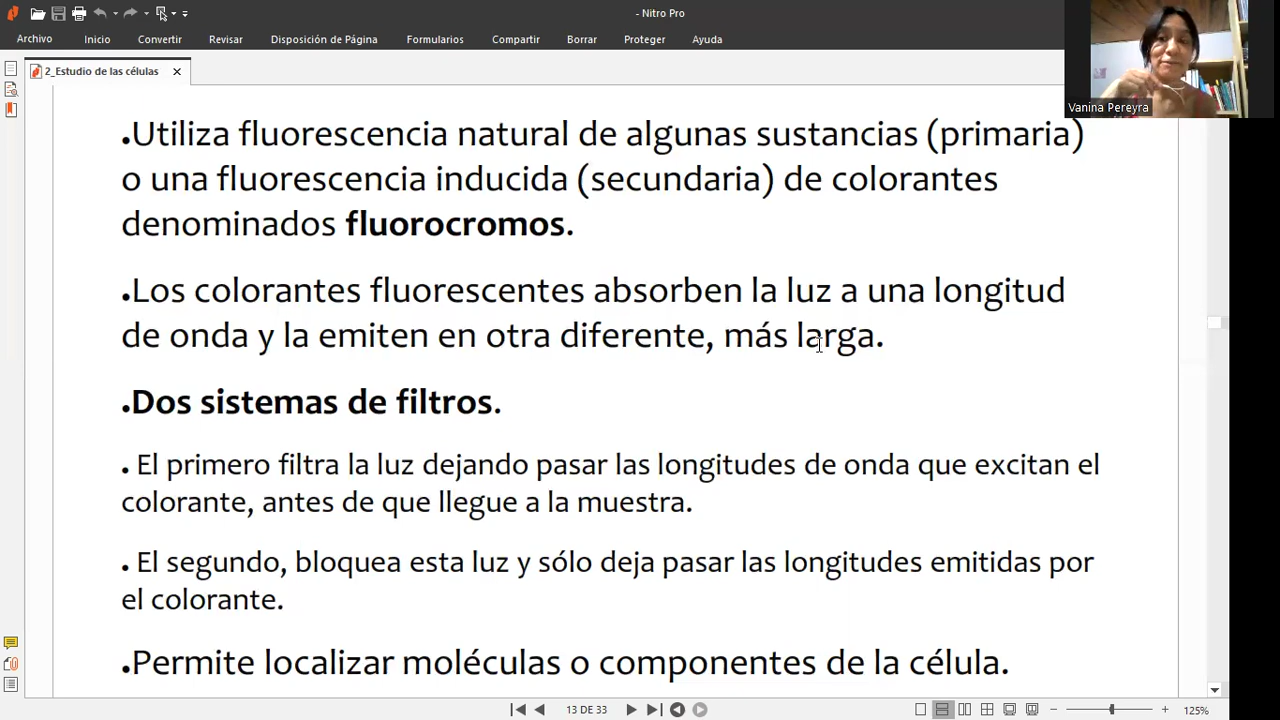 - Nitro Pro
Archivo Inicio Convertir Revisar Disposición de Página Formularios Compartir Borrar Proteger Ayuda
2_Estudio de las células
Vanina Pereyra
•Utiliza fluorescencia natural de algunas sustancias (primaria)
o una fluorescencia inducida (secundaria) de colorantes
denominados fluorocromos.
•Los colorantes fluorescentes absorben la luz a una longitud
de onda y la emiten en otra diferente, más larga.
•Dos sistemas de filtros.
• El primero filtra la luz dejando pasar las longitudes de onda que excitan el
colorante, antes de que llegue a la muestra.
• El segundo, bloquea esta luz y sólo deja pasar las longitudes emitidas por
el colorante.
•Permite localizar moléculas o componentes de la célula.
13 DE 33
125%